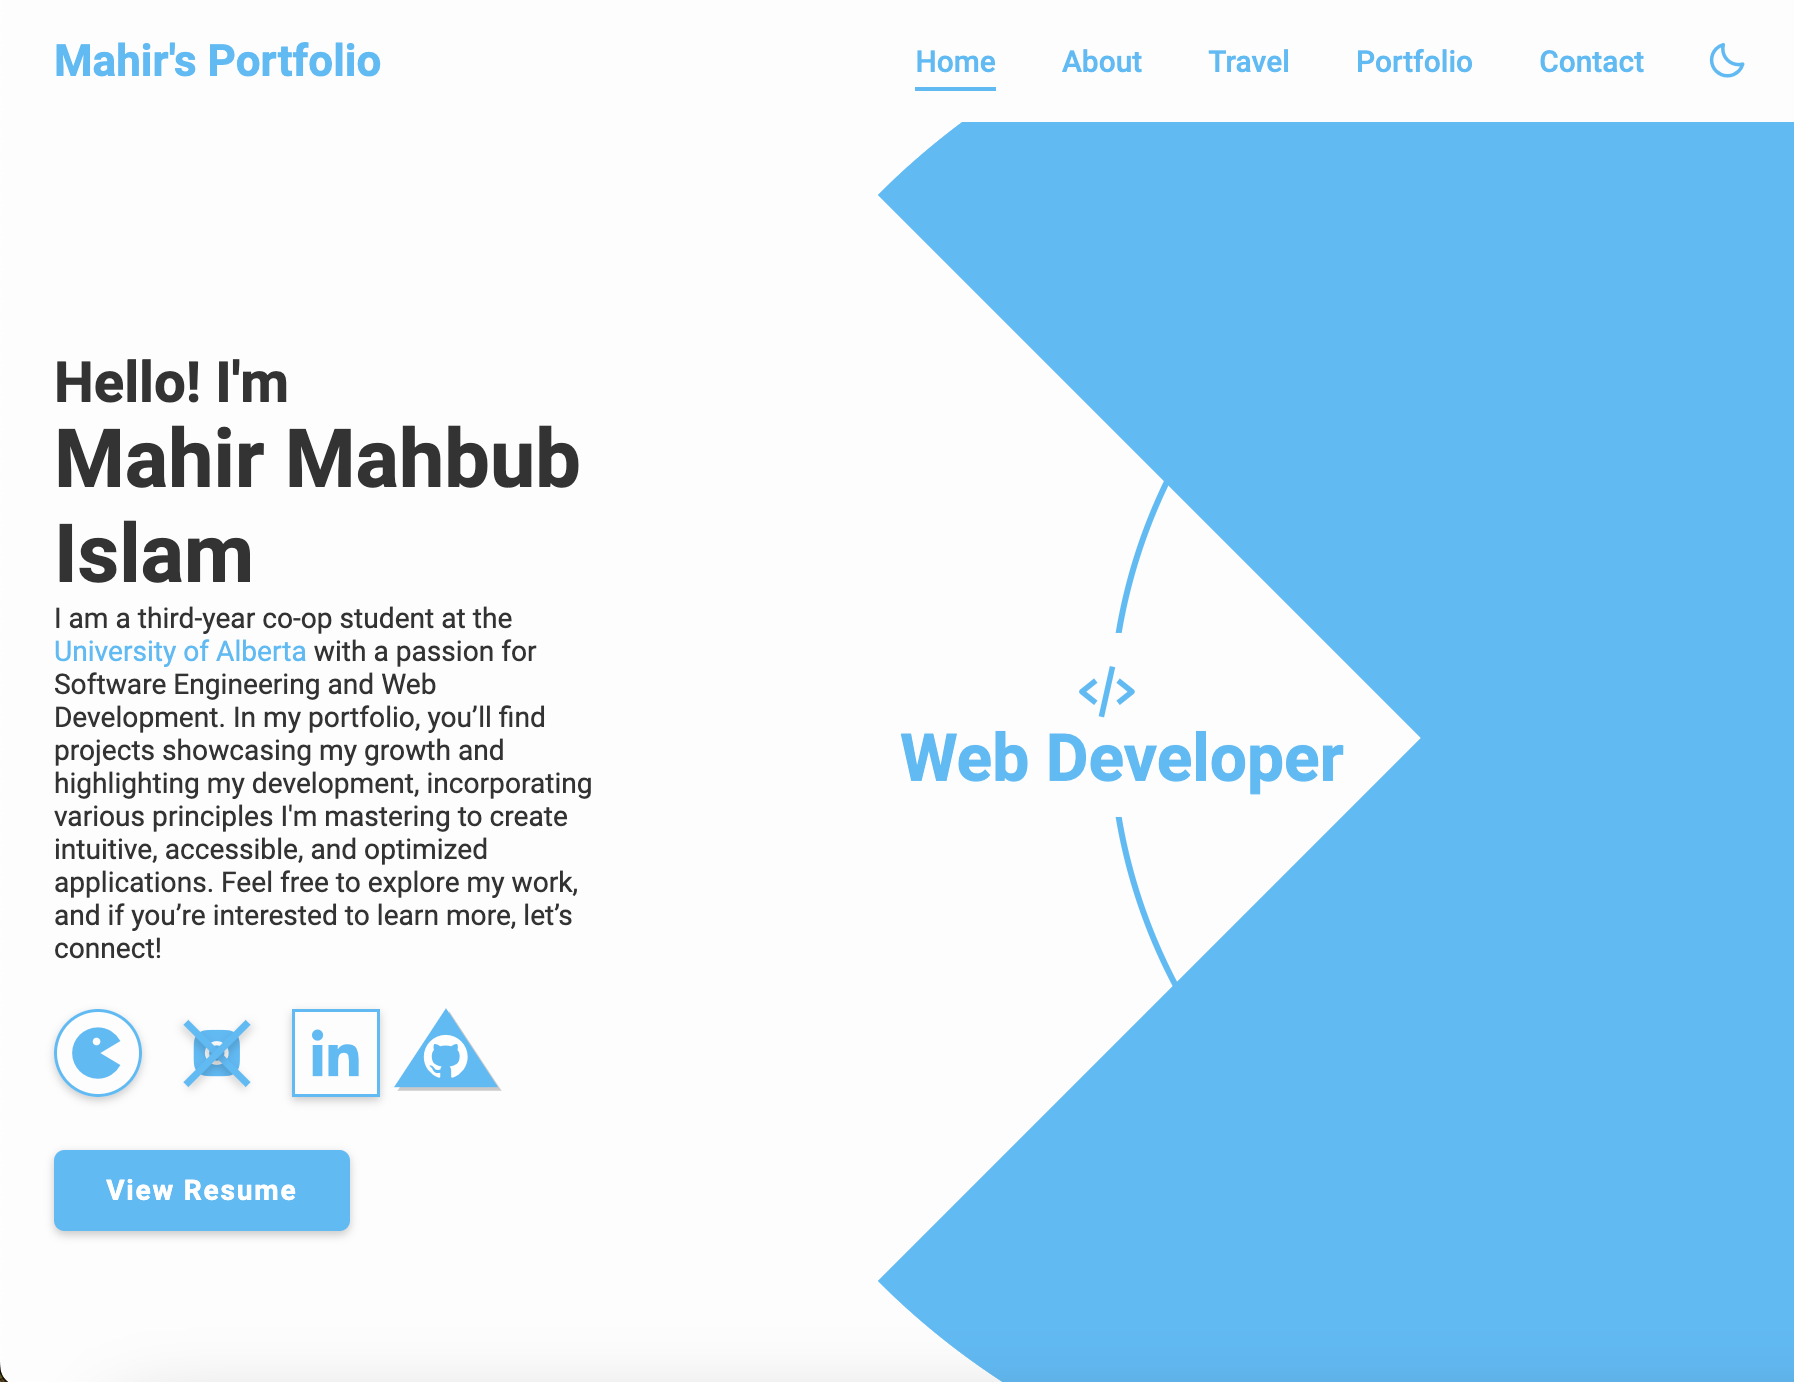 Mahir's Portfolio
Home About Travel Portfolio Contact
Hello! I'm
Mahir Mahbub
Islam
I am a third-year co-op student at the
University of Alberta with a passion for
Software Engineering and Web
Development. In my portfolio, you’ll find
projects showcasing my growth and
highlighting my development, incorporating
various principles I'm mastering to create
intuitive, accessible, and optimized
applications. Feel free to explore my work,
and if you’re interested to learn more, let’s
connect!
in
View Resume
</>
Web Developer